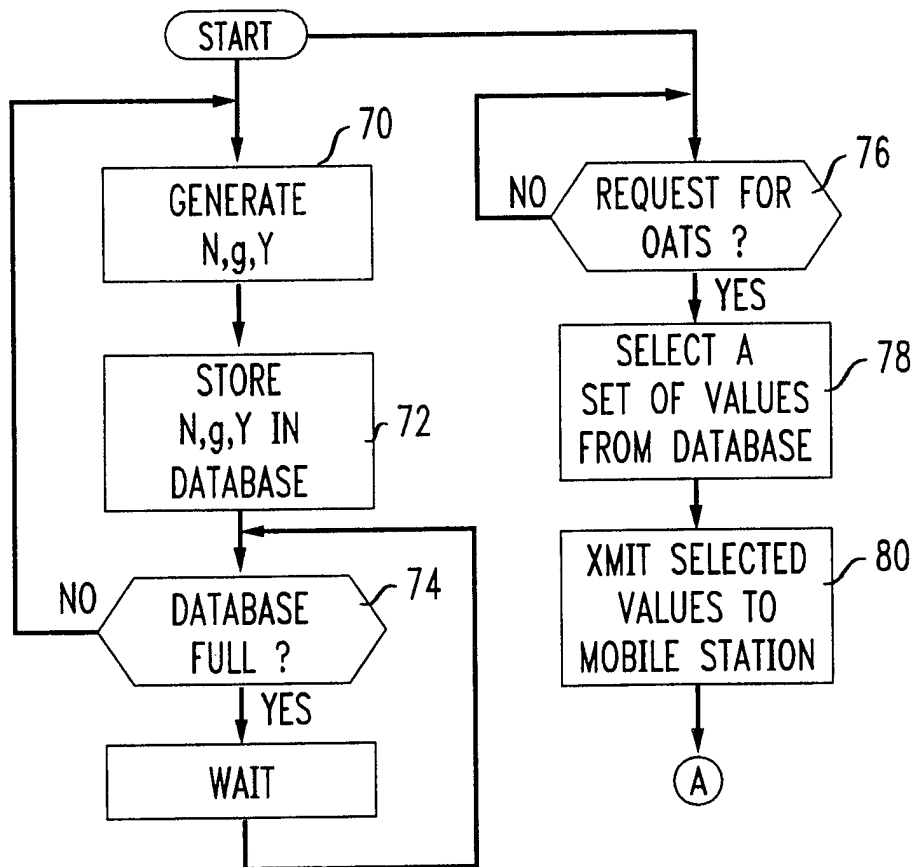 START
70
GENERATE
N,g,Y
STORE
N,g,Y IN
DATABASE
72
NO
DATABASE
FULL ?
74
YES
WAIT
NO
REQUEST FOR
OATS ?
76
YES
SELECT A
SET OF VALUES
FROM DATABASE
78
XMIT SELECTED
VALUES TO
MOBILE STATION
80
A